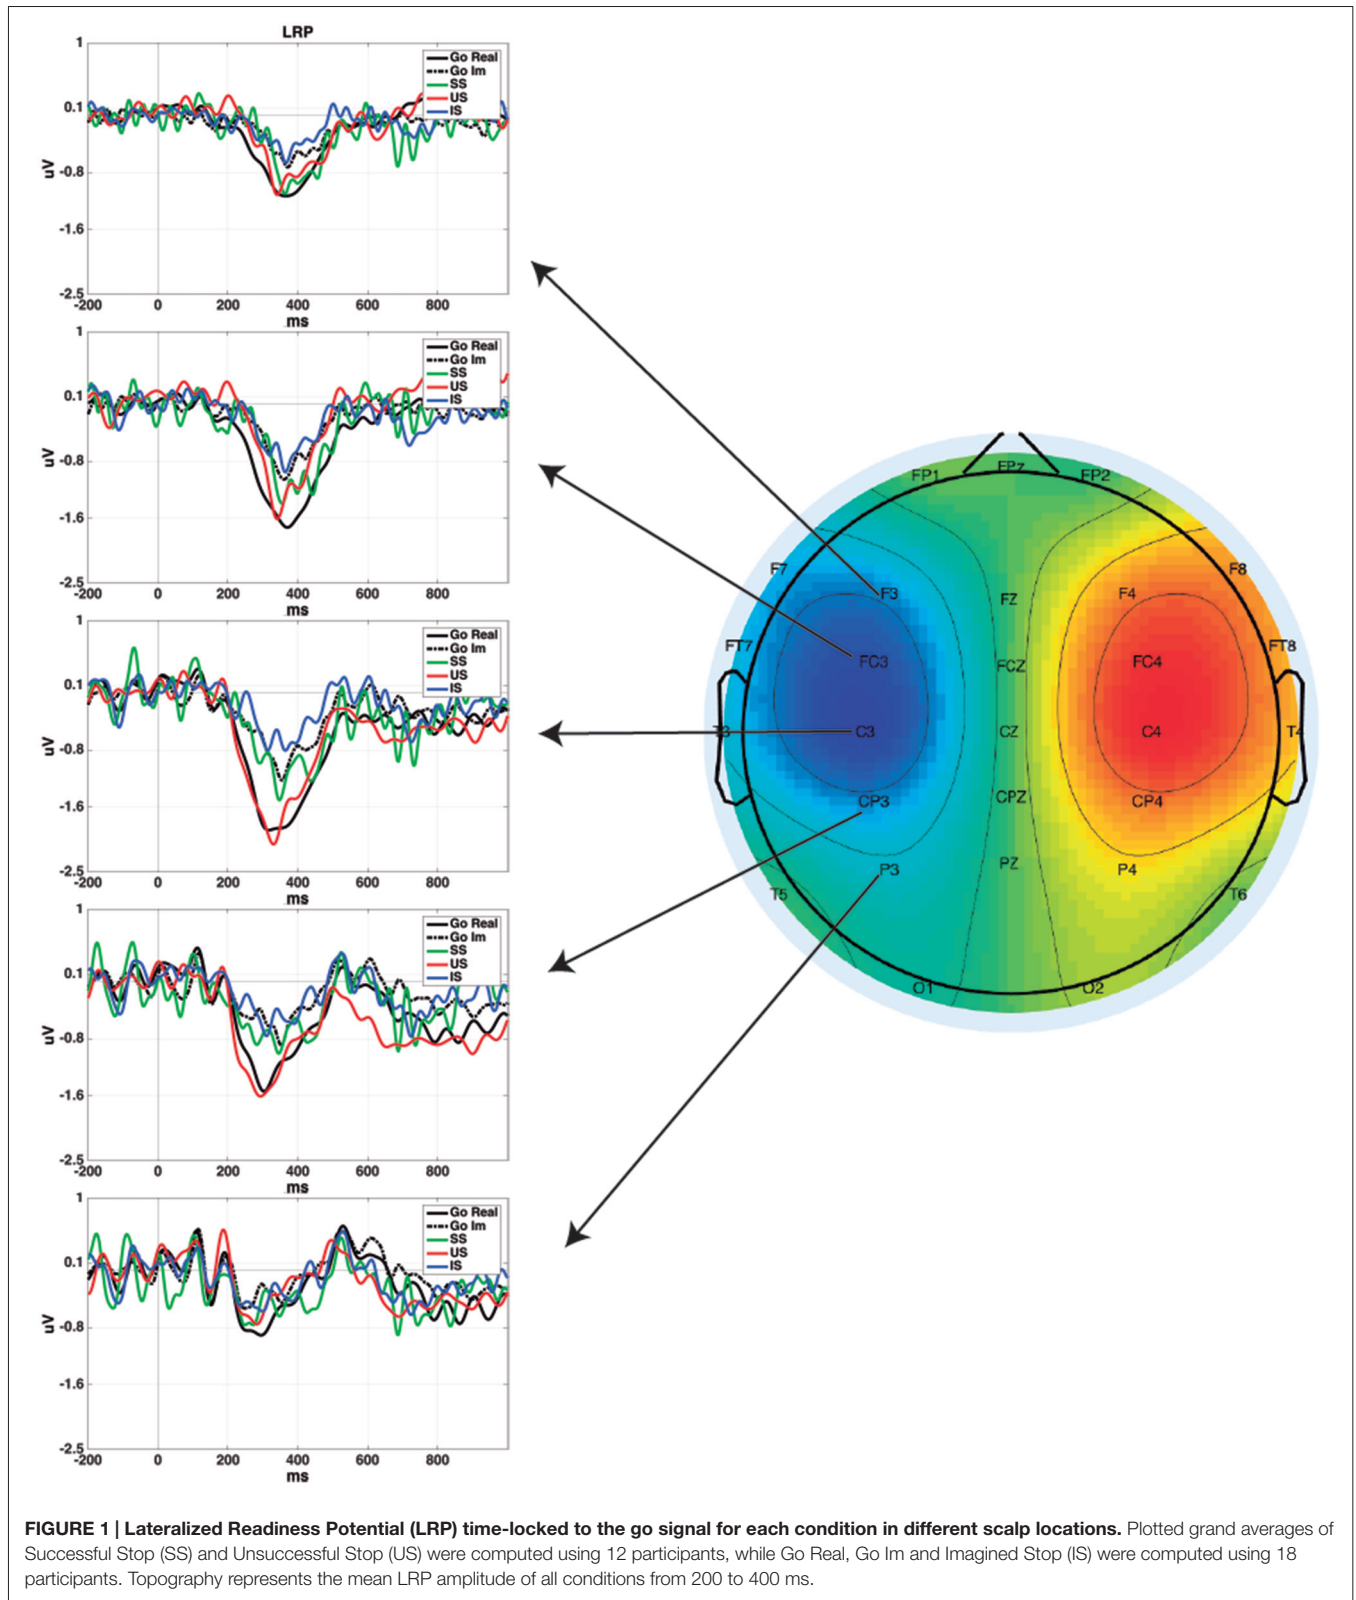 LRP
1
0.1
-0.8
-1.6
-2.5
uV
-200 0 200 400 600 800
ms
Go Real
Go Im
SS
US
IS
1
0.1
-0.8
-1.6
-2.5
uV
-200 0 200 400 600 800
ms
Go Real
Go Im
SS
US
IS
1
0.1
-0.8
-1.6
-2.5
uV
-200 0 200 400 600 800
ms
Go Real
Go Im
SS
US
IS
1
0.1
-0.8
-1.6
-2.5
uV
-200 0 200 400 600 800
ms
Go Real
Go Im
SS
US
IS
1
0.1
-0.8
-1.6
-2.5
uV
-200 0 200 400 600 800
ms
Go Real
Go Im
SS
US
IS
FP1 FPz FP2
F7 F3 FZ F4 F8
FT7 FC3 FCZ FC4 FT8
T3 C3 CZ C4 T4
CP3 CPZ CP4
T5 P3 PZ P4 T6
O1 O2
FIGURE 1 | Lateralized Readiness Potential (LRP) time-locked to the go signal for each condition in different scalp locations. Plotted grand averages of
Successful Stop (SS) and Unsuccessful Stop (US) were computed using 12 participants, while Go Real, Go Im and Imagined Stop (IS) were computed using 18
participants. Topography represents the mean LRP amplitude of all conditions from 200 to 400 ms.